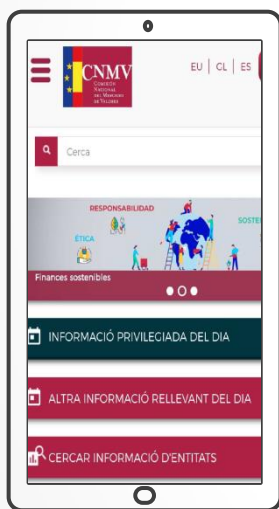 CNMV
COMISIÓN
NACIONAL
DEL MERCADO
DE VALORES
EU | CL | ES
Cerca
RESPONSABILIDAD
ÉTICA
SOSTE
Finances sostenibles
INFORMACIÓ PRIVILEGIADA DEL DIA
ALTRA INFORMACIÓ RELLEVANT DEL DIA
CERCAR INFORMACIÓ D'ENTITATS